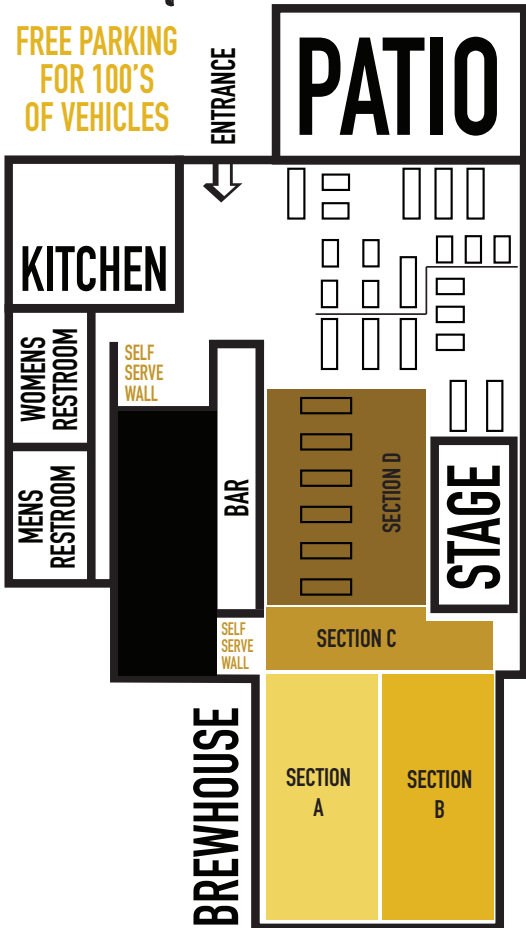 FREE PARKING
FOR 100'S
OF VEHICLES
ENTRANCE
PATIO
KITCHEN
WOMENS
RESTROOM
MENS
RESTROOM
SELF
SERVE
WALL
BAR
SECTION D
STAGE
SELF
SERVE
WALL
SECTION C
BREWHOUSE
SECTION
A
SECTION
B